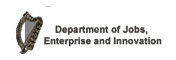 Department of Jobs,
Enterprise and Innovation